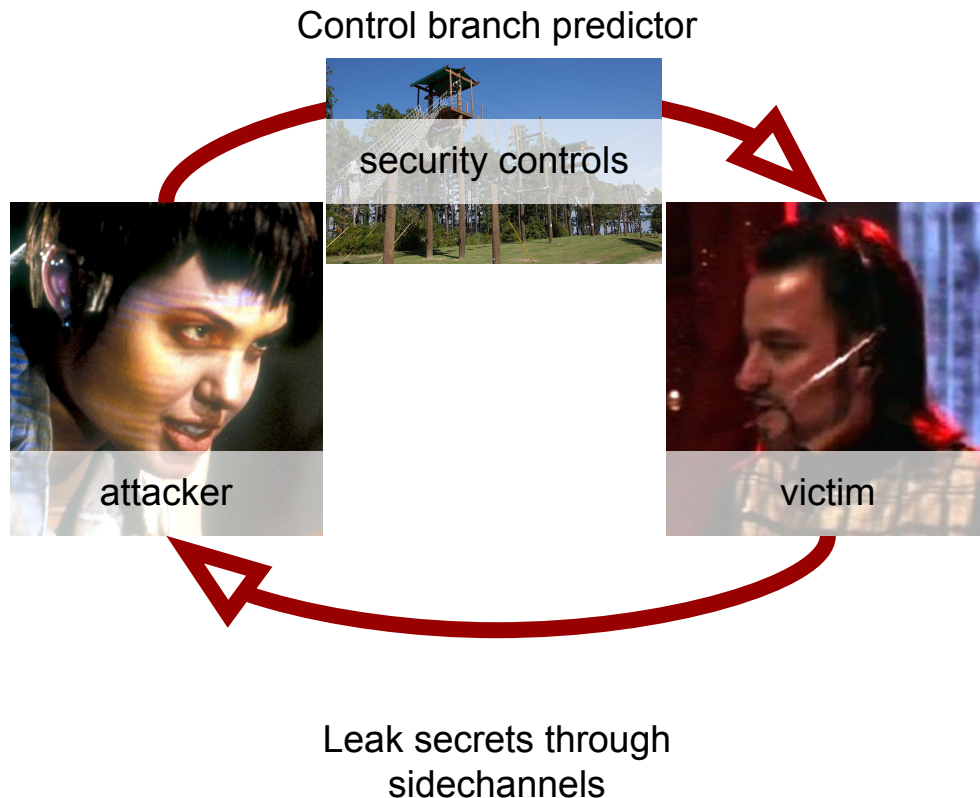 Control branch predictor
security controls
attacker
victim
Leak secrets through
sidechannels